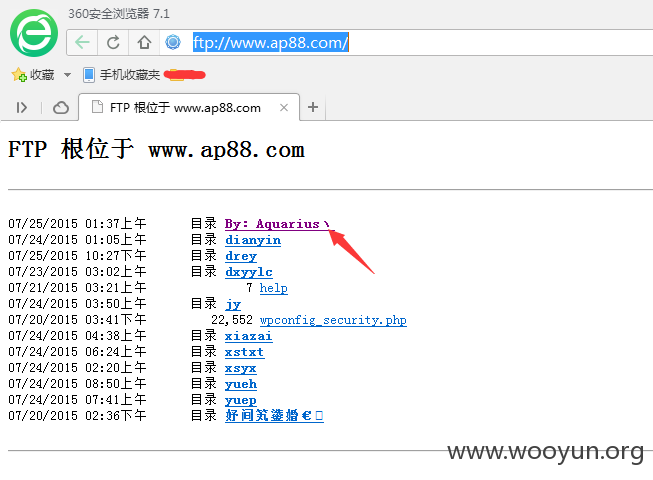 360安全浏览器 7.1
ftp://www.ap88.com/
收藏 手机收藏夹
FTP 根位于 www.ap88.com
FTP 根位于 www.ap88.com
07/25/2015 01:37上午 目录 By: Aquarius丶
07/24/2015 01:05上午 目录 dianyin
07/25/2015 10:27下午 目录 drey
07/23/2015 03:02上午 目录 dxyylc
07/21/2015 03:21上午 7 help
07/24/2015 03:50上午 目录 jy
07/20/2015 03:41下午 22,552 wpconfig_security.php
07/24/2015 04:38上午 目录 xiazai
07/24/2015 06:24上午 目录 xstxt
07/24/2015 02:20上午 目录 xsyx
07/24/2015 08:50上午 目录 yueh
07/24/2015 07:41上午 目录 yuep
07/20/2015 02:36下午 目录
www.wooyun.org